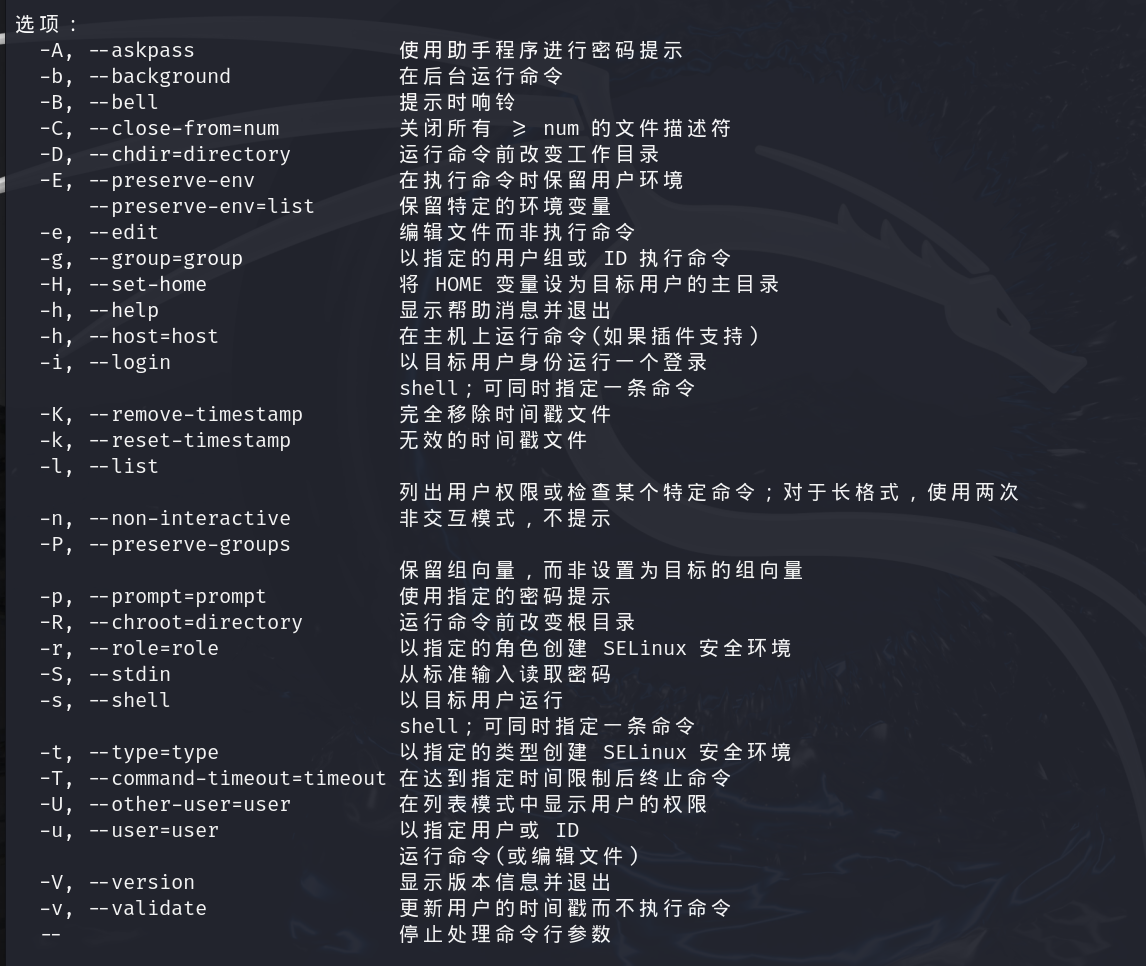 选项：
-A, --askpass 使用助手程序进行密码提示
-b, --background 在后台运行命令
-B, --bell 提示时响铃
-C, --close-from=num 关闭所有 >= num 的文件描述符
-D, --chdir=directory 运行命令前改变工作目录
-E, --preserve-env 在执行命令时保留用户环境
--preserve-env=list 保留特定的环境变量
-e, --edit 编辑文件而非执行命令
-g, --group=group 以指定的用户组或 ID 执行命令
-H, --set-home 将 HOME 变量设为目标用户的主目录
-h, --help 显示帮助消息并退出
-h, --host=host 在主机上运行命令(如果插件支持)
-i, --login 以目标用户身份运行一个登录
shell；可同时指定一条命令
-K, --remove-timestamp 完全移除时间戳文件
-k, --reset-timestamp 无效的时间戳文件
-l, --list
列出用户权限或检查某个特定命令；对于长格式，使用两次
-n, --non-interactive 非交互模式，不提示
-P, --preserve-groups
保留组向量，而非设置为目标的组向量
-p, --prompt=prompt 使用指定的密码提示
-R, --chroot=directory 运行命令前改变根目录
-r, --role=role 以指定的角色创建 SELinux 安全环境
-S, --stdin 从标准输入读取密码
-s, --shell 以目标用户运行
shell；可同时指定一条命令
-t, --type=type 以指定的类型创建 SELinux 安全环境
-T, --command-timeout=timeout 在达到指定时间限制后终止命令
-U, --other-user=user 在列表模式中显示用户的权限
-u, --user=user 以指定用户或 ID
运行命令(或编辑文件)
-V, --version 显示版本信息并退出
-v, --validate 更新用户的时间戳而不执行命令
-- 停止处理命令行参数